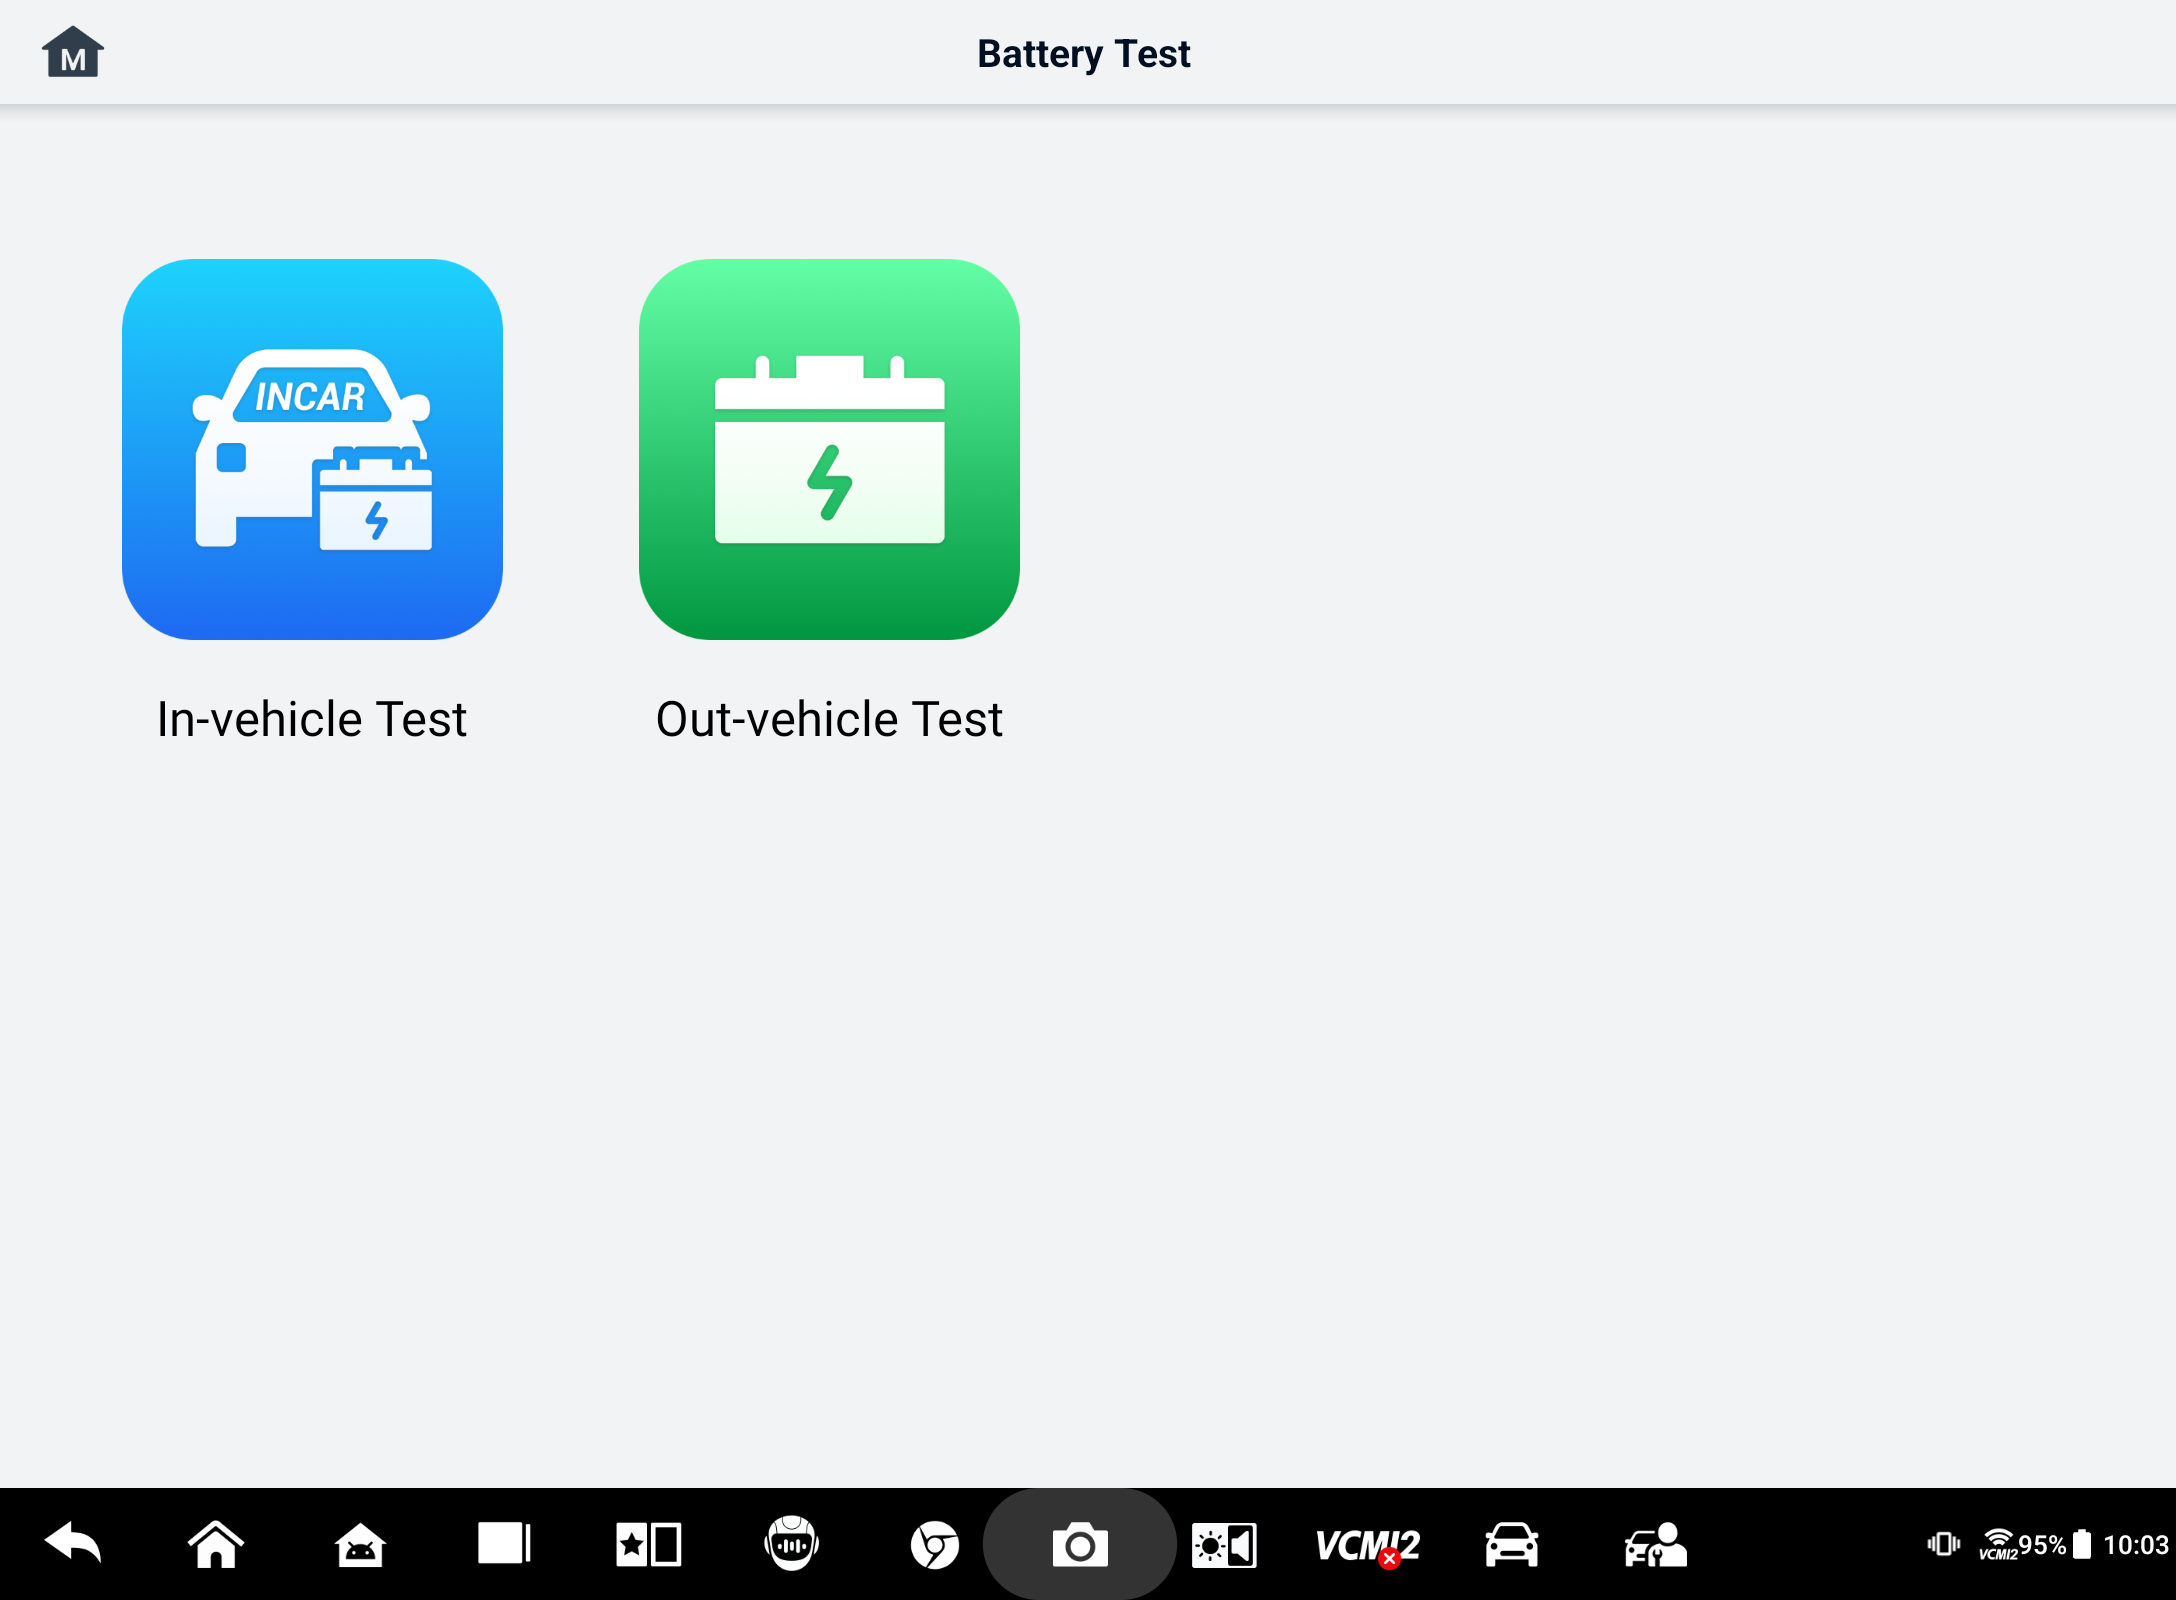 M
Battery Test
INCAR
In-vehicle Test
Out-vehicle Test
VCMI2
VCMI2
95%
10:03